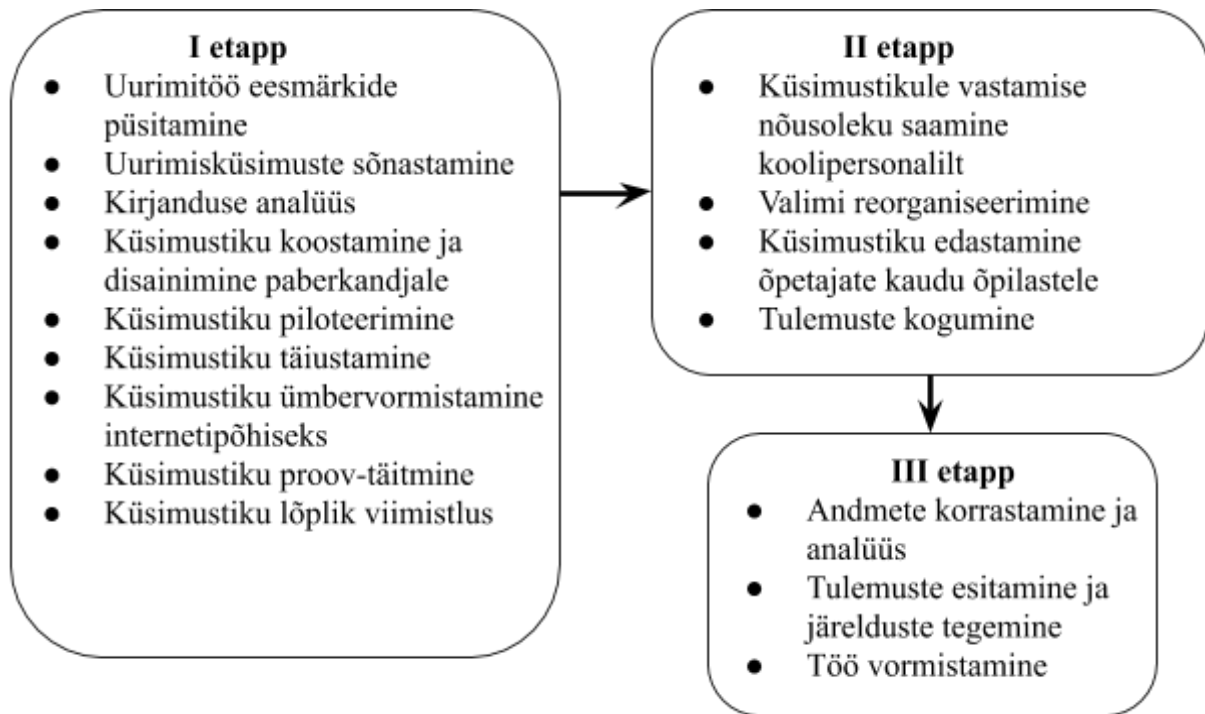 I etapp
● Uurimitöö eesmärkide
püsitamine
● Uurimisküsimuste sõnastamine
● Kirjanduse analüüs
● Küsimustiku koostamine ja
disainimine paberkandjale
● Küsimustiku piloteerimine
● Küsimustiku täiustamine
● Küsimustiku ümbervormistamine
internetipõhiseks
● Küsimustiku proov-täitmine
● Küsimustiku lõplik viimistlus
II etapp
● Küsimustikule vastamise
nõusoleku saamine
koolipersonalilt
● Valimi reorganiseerimine
● Küsimustiku edastamine
õpetajate kaudu õpilastele
● Tulemuste kogumine
III etapp
● Andmete korrastamine ja
analüüs
● Tulemuste esitamine ja
järelduste tegemine
● Töö vormistamine